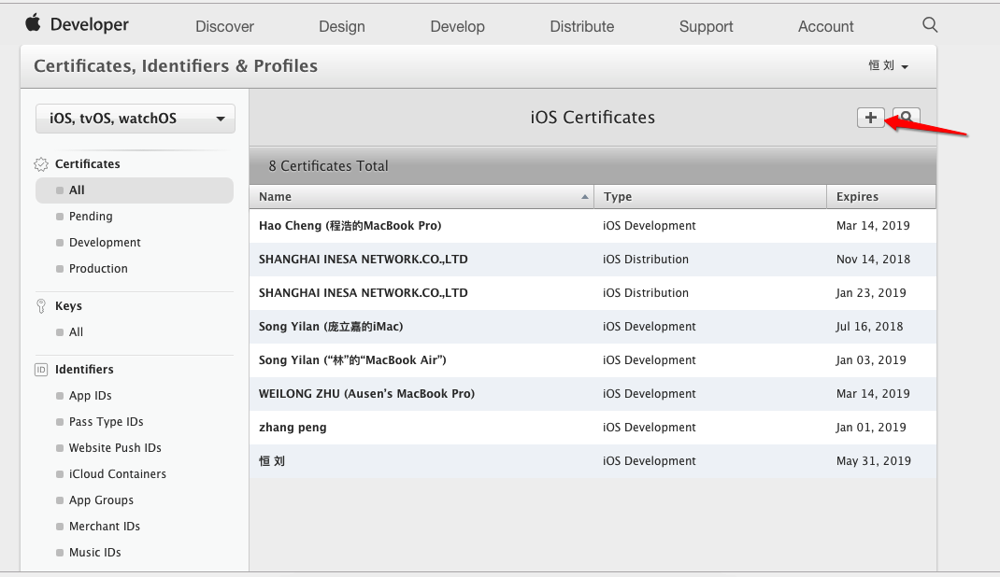 Developer Discover Design Develop Distribute Support Account
Certificates, Identifiers & Profiles 恒 刘
iOS, tvOS, watchOS
iOS Certificates
Certificates
All
Pending
Development
Production
Keys
All
ID Identifiers
App IDs
Pass Type IDs
Website Push IDs
iCloud Containers
App Groups
Merchant IDs
Music IDs
8 Certificates Total
Name Type Expires
Hao Cheng (程浩的MacBook Pro) iOS Development Mar 14, 2019
SHANGHAI INESA NETWORK.CO.,LTD iOS Distribution Nov 14, 2018
SHANGHAI INESA NETWORK.CO.,LTD iOS Distribution Jan 23, 2019
Song Yilan (庞立嘉的iMac) iOS Development Jul 16, 2018
Song Yilan (“林”的“MacBook Air”) iOS Development Jan 03, 2019
WEILONG ZHU (Ausen’s MacBook Pro) iOS Development Mar 14, 2019
zhang peng iOS Development Jan 01, 2019
恒 刘 iOS Development May 31, 2019